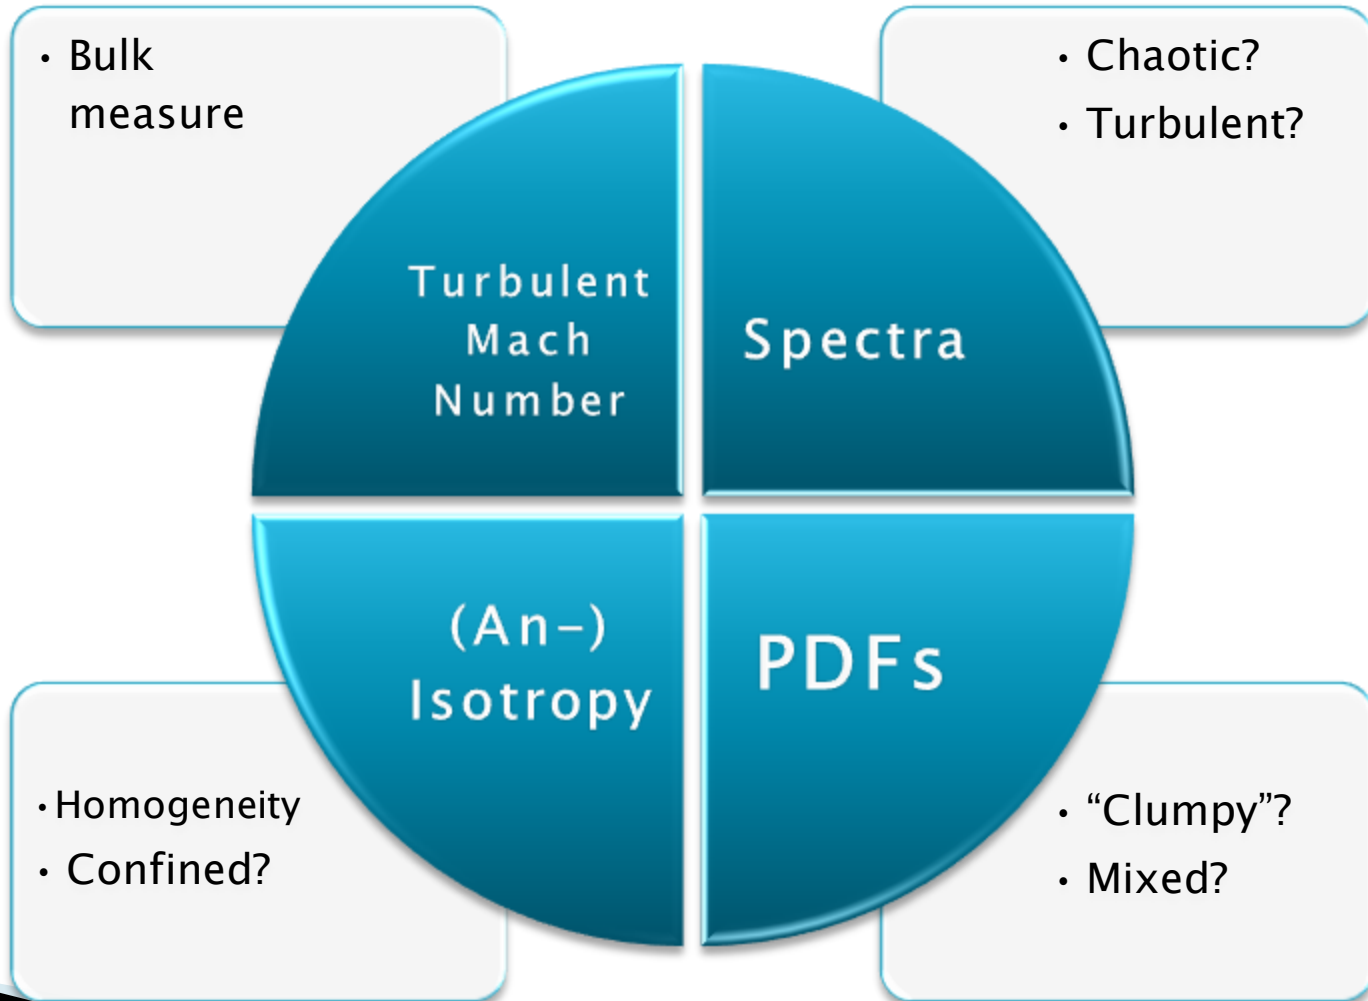 • Bulk
measure
• Chaotic?
• Turbulent?
Turbulent
Mach
Number
Spectra
(An-)
Isotropy
PDFs
• Homogeneity
• Confined?
• “Clumpy”?
• Mixed?